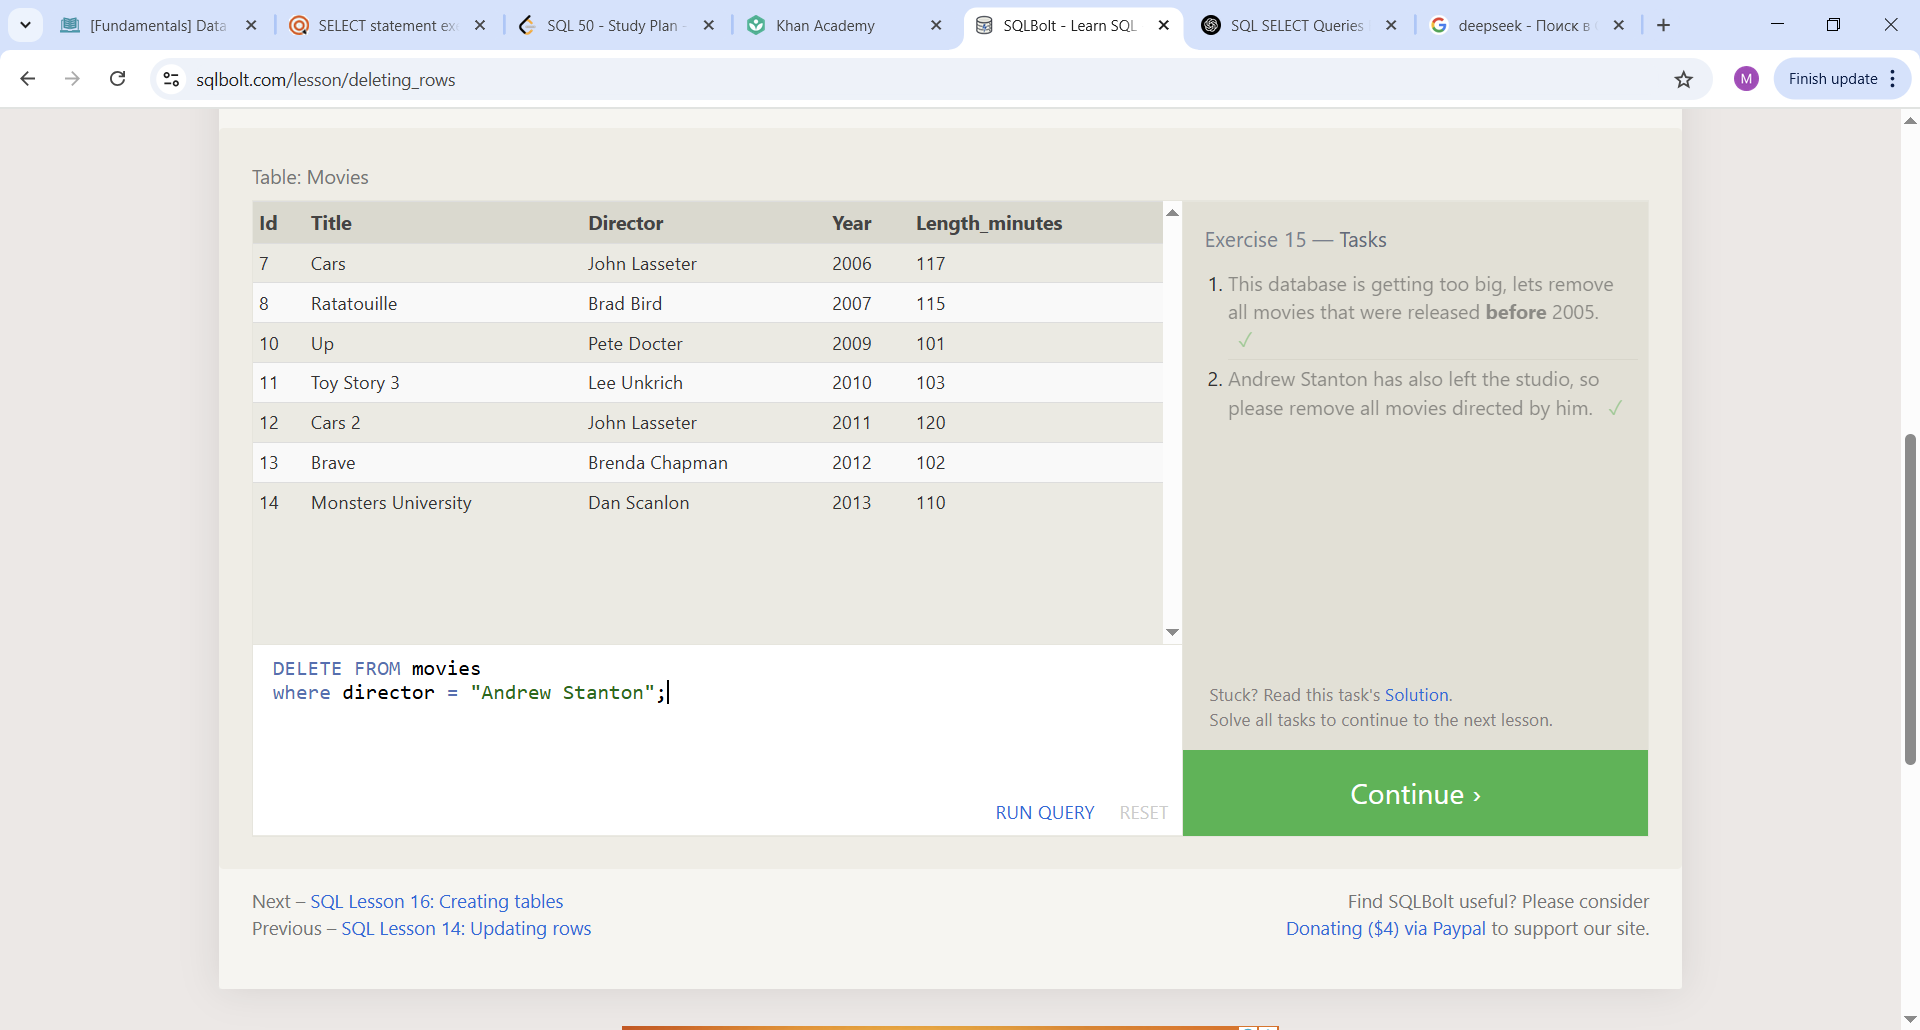 [Fundamentals] Data
SELECT statement exe
SQL 50 - Study Plan -
Khan Academy
SQLBolt - Learn SQL
SQL SELECT Queries
deepseek - Поиск в
sqlbolt.com/lesson/deleting_rows
M
Finish update
Table: Movies
Id Title Director Year Length_minutes
7 Cars John Lasseter 2006 117
8 Ratatouille Brad Bird 2007 115
10 Up Pete Docter 2009 101
11 Toy Story 3 Lee Unkrich 2010 103
12 Cars 2 John Lasseter 2011 120
13 Brave Brenda Chapman 2012 102
14 Monsters University Dan Scanlon 2013 110
DELETE FROM movies
where director = "Andrew Stanton";
RUN QUERY RESET
Exercise 15 — Tasks
1. This database is getting too big, lets remove
all movies that were released before 2005.
✓
2. Andrew Stanton has also left the studio, so
please remove all movies directed by him. ✓
Stuck? Read this task's Solution.
Solve all tasks to continue to the next lesson.
Continue ›
Next – SQL Lesson 16: Creating tables
Previous – SQL Lesson 14: Updating rows
Find SQLBolt useful? Please consider
Donating ($4) via Paypal to support our site.